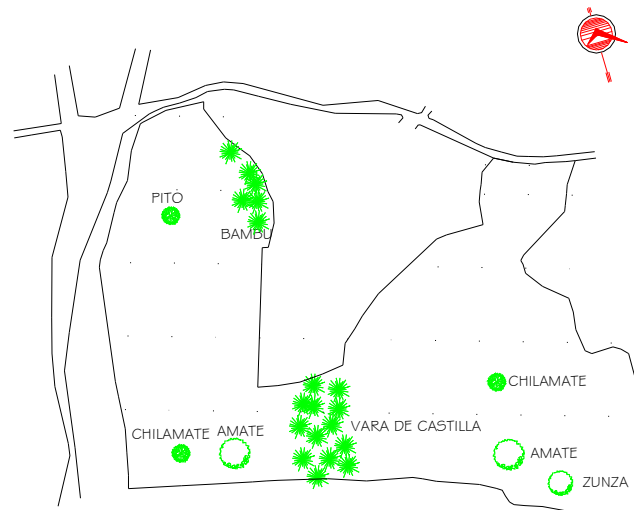 PITO
BAMBU
CHILAMATE
CHILAMATE
AMATE
VARA DE CASTILLA
AMATE
ZUNZA